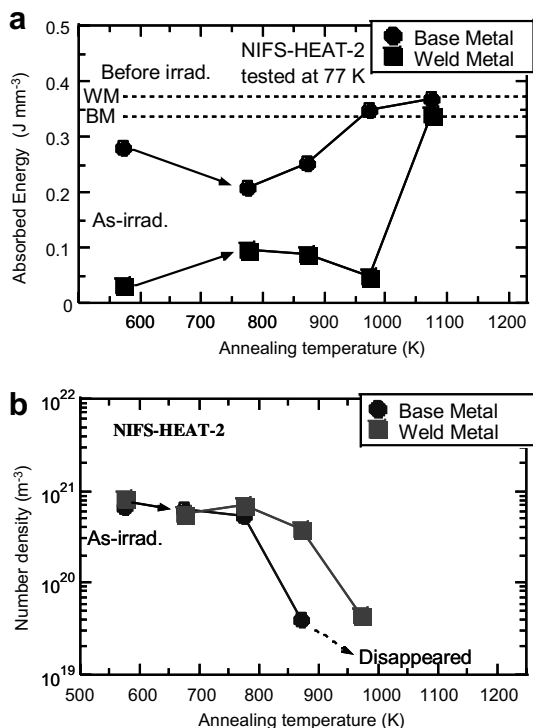 a
0.5
0.4
0.3
0.2
0.1
0
Absorbed Energy (J mm-3)
Before irrad.
NIFS-HEAT-2
tested at 77 K
Base Metal
Weld Metal
WM
BM
As-irrad.
600 700 800 900 1000 1100 1200
Annealing temperature (K)
b
10²²
10²¹
10²⁰
10¹⁹
Number density (m⁻³)
NIFS-HEAT-2
Base Metal
Weld Metal
As-irrad.
Disappeared
500 600 700 800 900 1000 1100 1200
Annealing temperature (K)